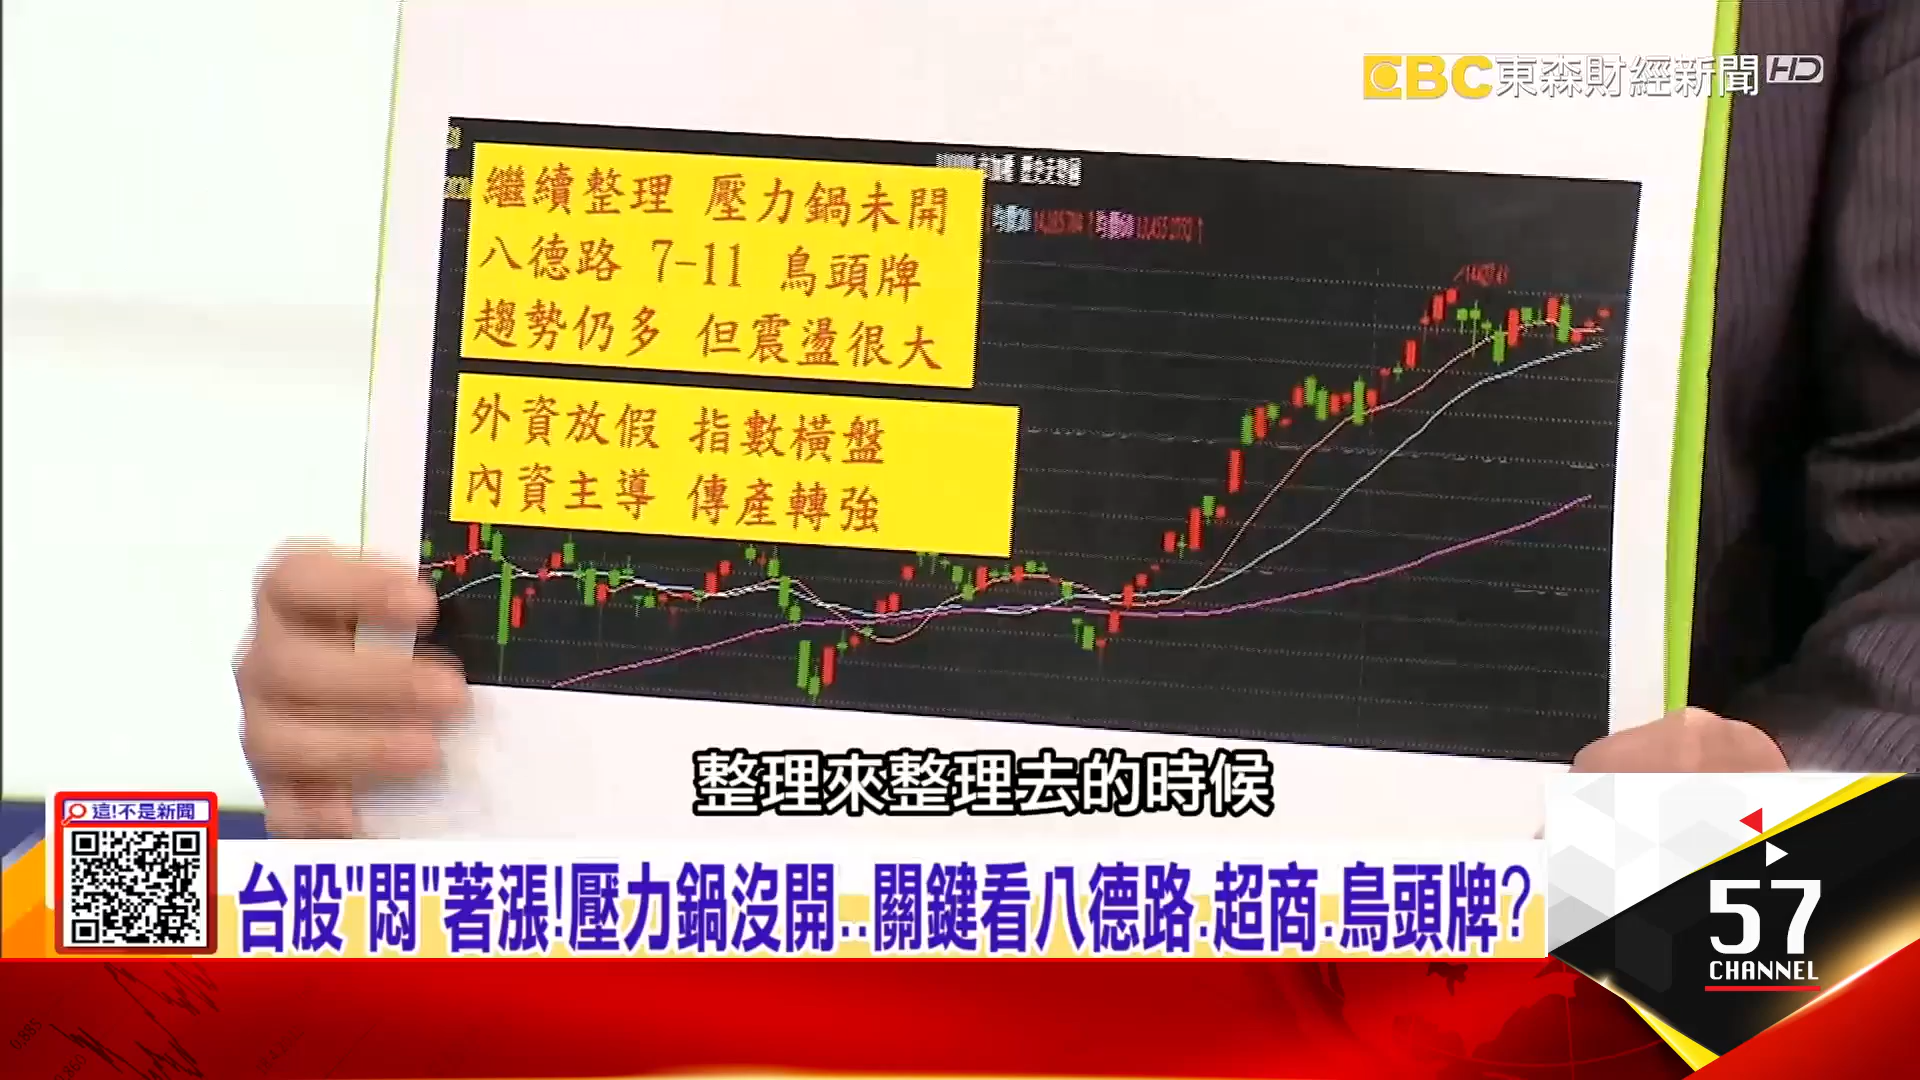 EBC東森財經新聞HD
繼續整理 壓力鍋未開
八德路 7-11 鳥頭牌
趨勢仍多 但震盪很大
外資放假 指數橫盤
內資主導 傳產轉強
整理來整理去的時候
這!不是新聞
台股"悶"著漲!壓力鍋沒開..關鍵看八德路.超商.鳥頭牌?
57
CHANNEL